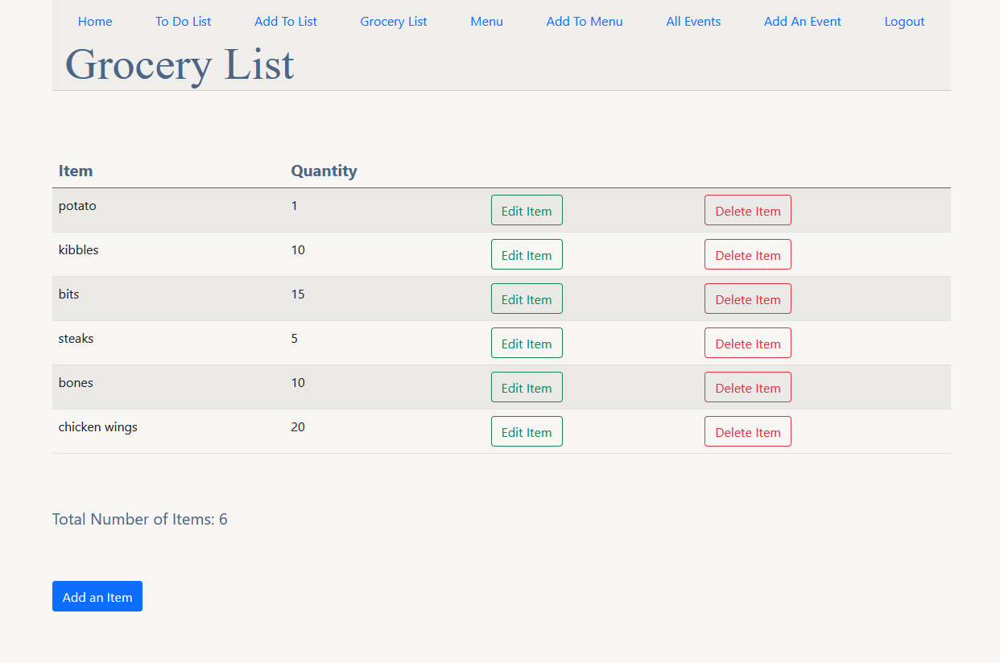 Home To Do List Add To List Grocery List Menu Add To Menu All Events Add An Event Logout
Grocery List
Item Quantity
potato 1 Edit Item Delete Item
kibbles 10 Edit Item Delete Item
bits 15 Edit Item Delete Item
steaks 5 Edit Item Delete Item
bones 10 Edit Item Delete Item
chicken wings 20 Edit Item Delete Item
Total Number of Items: 6
Add an Item